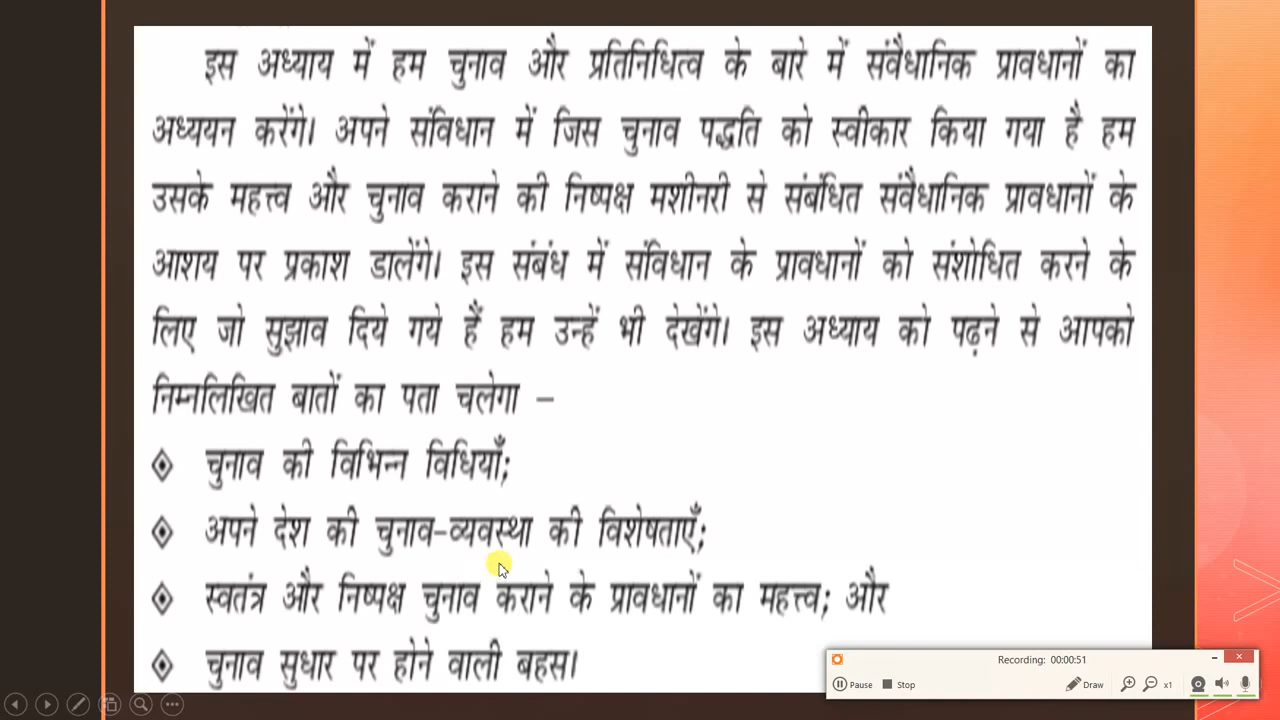 इस अध्याय में हम चुनाव और प्रतिनिधित्व के बारे में संवैधानिक प्रावधानों का
अध्ययन करेंगे। अपने संविधान में जिस चुनाव पद्धति को स्वीकार किया गया है हम
उसके महत्त्व और चुनाव कराने की निष्पक्ष मशीनरी से संबंधित संवैधानिक प्रावधानों के
आशय पर प्रकाश डालेंगे। इस संबंध में संविधान के प्रावधानों को संशोधित करने के
लिए जो सुझाव दिये गये हैं हम उन्हें भी देखेंगे। इस अध्याय को पढ़ने से आपको
निम्नलिखित बातों का पता चलेगा –
चुनाव की विभिन्न विधियाँ;
अपने देश की चुनाव-व्यवस्था की विशेषताएँ;
स्वतंत्र और निष्पक्ष चुनाव कराने के प्रावधानों का महत्त्व; और
चुनाव सुधार पर होने वाली बहस।
Recording: 00:00:51
Pause Stop Draw x1